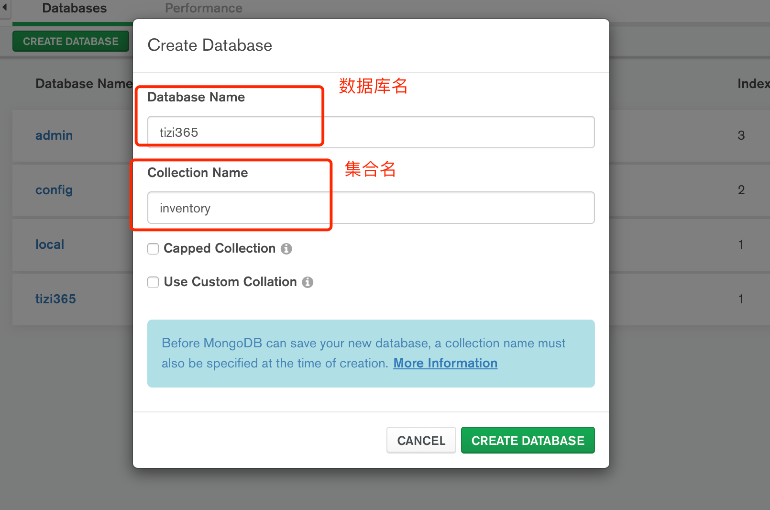 Databases
Performance
CREATE DATABASE
Create Database
Database Name
Index
Database Name
数据库名
tizi365
admin
3
Collection Name
集合名
config
2
inventory
local
1
Capped Collection
Use Custom Collation
tizi365
1
Before MongoDB can save your new database, a collection name must
also be specified at the time of creation. More Information
CANCEL
CREATE DATABASE